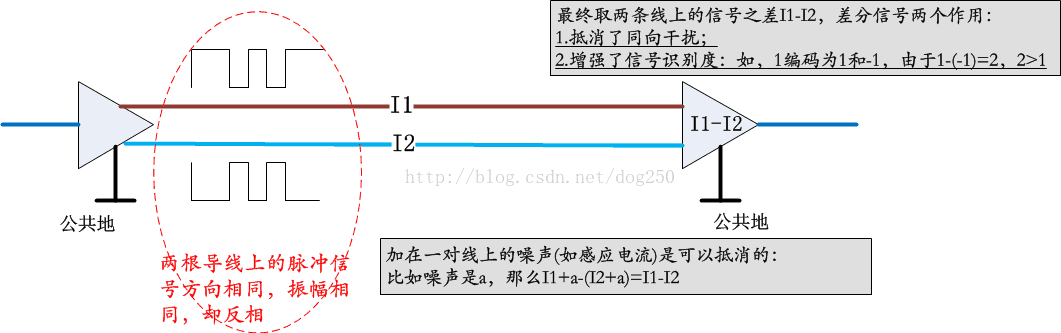 最终取两条线上的信号之差I1-I2，差分信号两个作用：
1.抵消了同向干扰；
2.增强了信号识别度：如，1编码为1和-1，由于1-(-1)=2，2>1
I1
I2
I1-I2
http://blog.csdn.net/dog250
公共地
公共地
两根导线上的脉冲信
号方向相同，振幅相
同，却反相
加在一对线上的噪声(如感应电流)是可以抵消的：
比如噪声是a，那么I1+a-(I2+a)=I1-I2